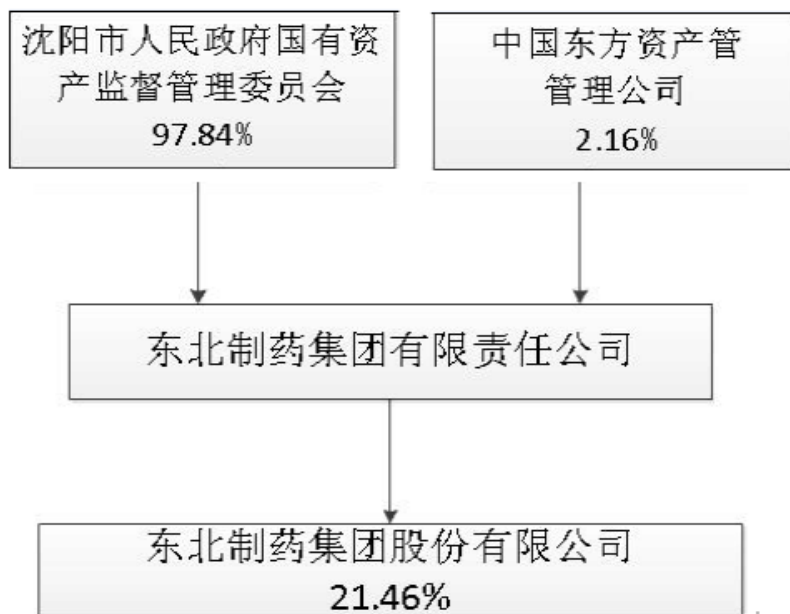 沈阳市人民政府国有资
产监督管理委员会
97.84%
中国东方资产管
管理公司
2.16%
东北制药集团有限责任公司
东北制药集团股份有限公司
21.46%